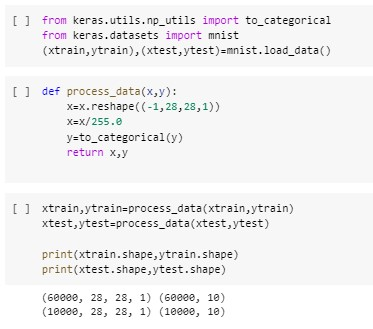 [ ] from keras.utils.np_utils import to_categorical
from keras.datasets import mnist
(xtrain,ytrain),(xtest,ytest)=mnist.load_data()
[ ] def process_data(x,y):
x=x.reshape((-1,28,28,1))
x=x/255.0
y=to_categorical(y)
return x,y
[ ] xtrain,ytrain=process_data(xtrain,ytrain)
xtest,ytest=process_data(xtest,ytest)
print(xtrain.shape,ytrain.shape)
print(xtest.shape,ytest.shape)
(60000, 28, 28, 1) (60000, 10)
(10000, 28, 28, 1) (10000, 10)